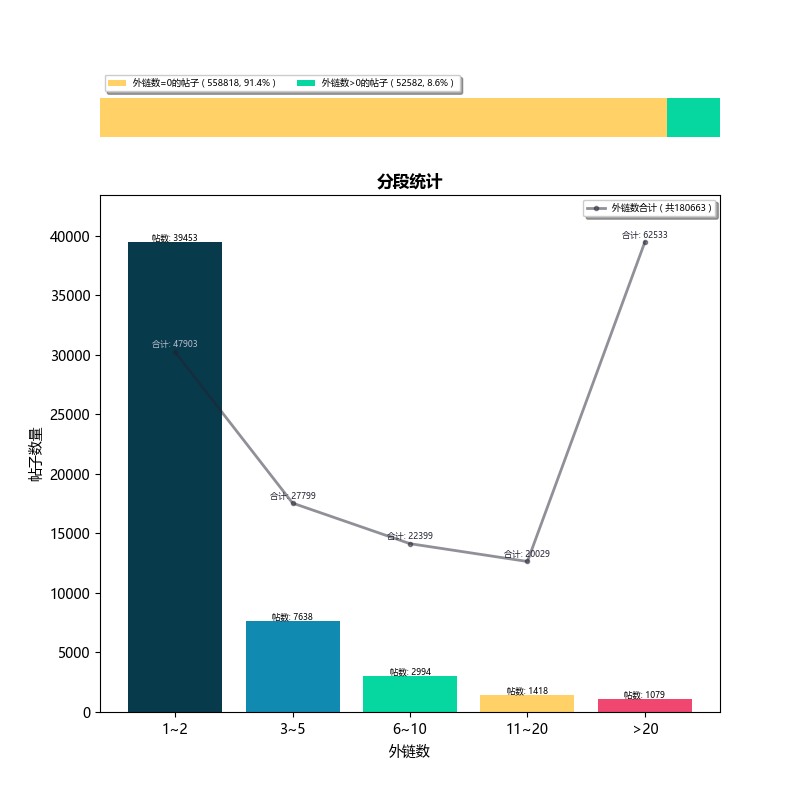 外链数=0的帖子 ( 558818, 91.4% )
外链数>0的帖子 ( 52582, 8.6% )
分段统计
外链数合计 ( 共180663 )
合计: 62533
帖数: 39453
合计: 47903
合计: 27799
合计: 22399
合计: 20029
帖数: 7638
帖数: 2994
帖数: 1418
帖数: 1079
40000
35000
30000
25000
20000
15000
10000
5000
0
帖子数量
1~2
3~5
6~10
11~20
>20
外链数